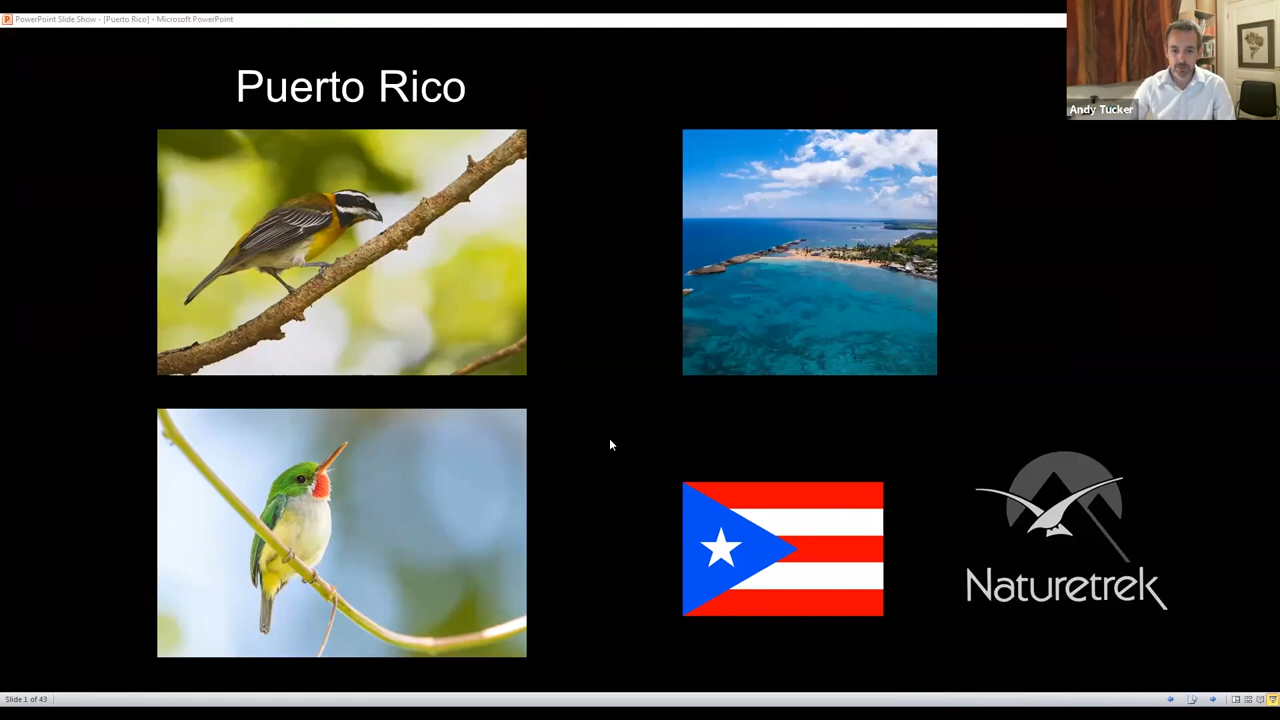 PowerPoint Slide Show - [Puerto Rico] - Microsoft PowerPoint
Andy Tucker
Puerto Rico
Naturetrek
Slide 1 of 43